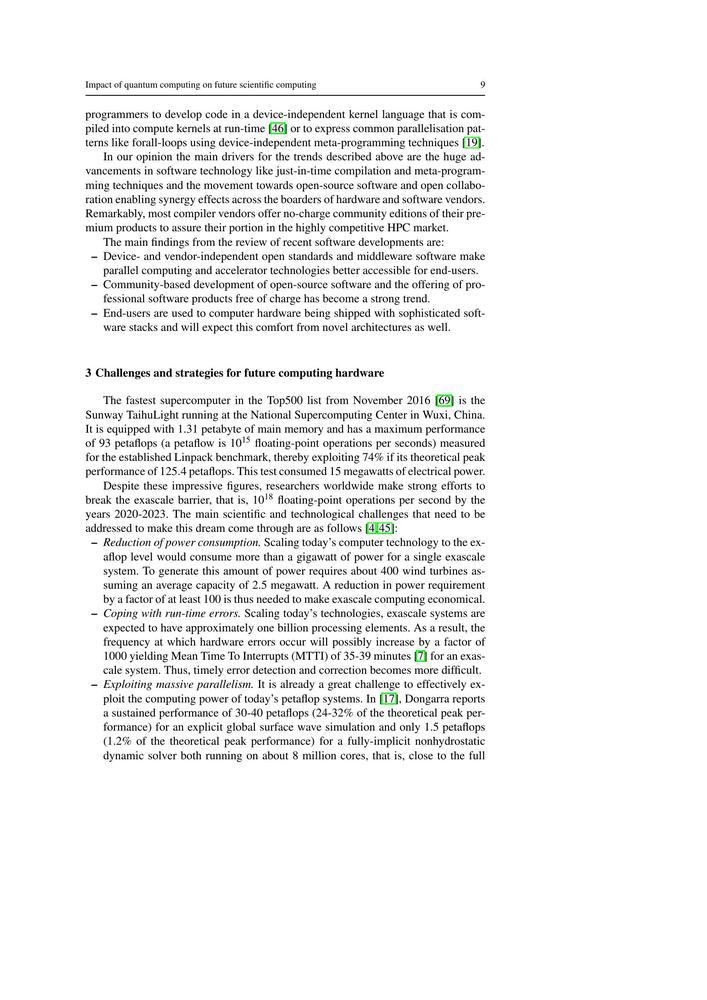 Impact of quantum computing on future scientific computing 9
programmers to develop code in a device-independent kernel language that is com-
piled into compute kernels at run-time [46] or to express common parallelisation pat-
terns like forall-loops using device-independent meta-programming techniques [19].
In our opinion the main drivers for the trends described above are the huge ad-
vancements in software technology like just-in-time compilation and meta-program-
ming techniques and the movement towards open-source software and open collabo-
ration enabling synergy effects across the boarders of hardware and software vendors.
Remarkably, most compiler vendors offer no-charge community editions of their pre-
mium products to assure their portion in the highly competitive HPC market.
The main findings from the review of recent software developments are:
– Device- and vendor-independent open standards and middleware software make
parallel computing and accelerator technologies better accessible for end-users.
– Community-based development of open-source software and the offering of pro-
fessional software products free of charge has become a strong trend.
– End-users are used to computer hardware being shipped with sophisticated soft-
ware stacks and will expect this comfort from novel architectures as well.
3 Challenges and strategies for future computing hardware
The fastest supercomputer in the Top500 list from November 2016 [69] is the
Sunway TaihuLight running at the National Supercomputing Center in Wuxi, China.
It is equipped with 1.31 petabyte of main memory and has a maximum performance
of 93 petaflops (a petaflow is 10^15 floating-point operations per seconds) measured
for the established Linpack benchmark, thereby exploiting 74% if its theoretical peak
performance of 125.4 petaflops. This test consumed 15 megawatts of electrical power.
Despite these impressive figures, researchers worldwide make strong efforts to
break the exascale barrier, that is, 10^18 floating-point operations per second by the
years 2020-2023. The main scientific and technological challenges that need to be
addressed to make this dream come through are as follows [4,45]:
– Reduction of power consumption. Scaling today's computer technology to the ex-
aflop level would consume more than a gigawatt of power for a single exascale
system. To generate this amount of power requires about 400 wind turbines as-
suming an average capacity of 2.5 megawatt. A reduction in power requirement
by a factor of at least 100 is thus needed to make exascale computing economical.
– Coping with run-time errors. Scaling today's technologies, exascale systems are
expected to have approximately one billion processing elements. As a result, the
frequency at which hardware errors occur will possibly increase by a factor of
1000 yielding Mean Time To Interrupts (MTTI) of 35-39 minutes [7] for an exas-
cale system. Thus, timely error detection and correction becomes more difficult.
– Exploiting massive parallelism. It is already a great challenge to effectively ex-
ploit the computing power of today's petaflop systems. In [17], Dongarra reports
a sustained performance of 30-40 petaflops (24-32% of the theoretical peak per-
formance) for an explicit global surface wave simulation and only 1.5 petaflops
(1.2% of the theoretical peak performance) for a fully-implicit nonhydrostatic
dynamic solver both running on about 8 million cores, that is, close to the full